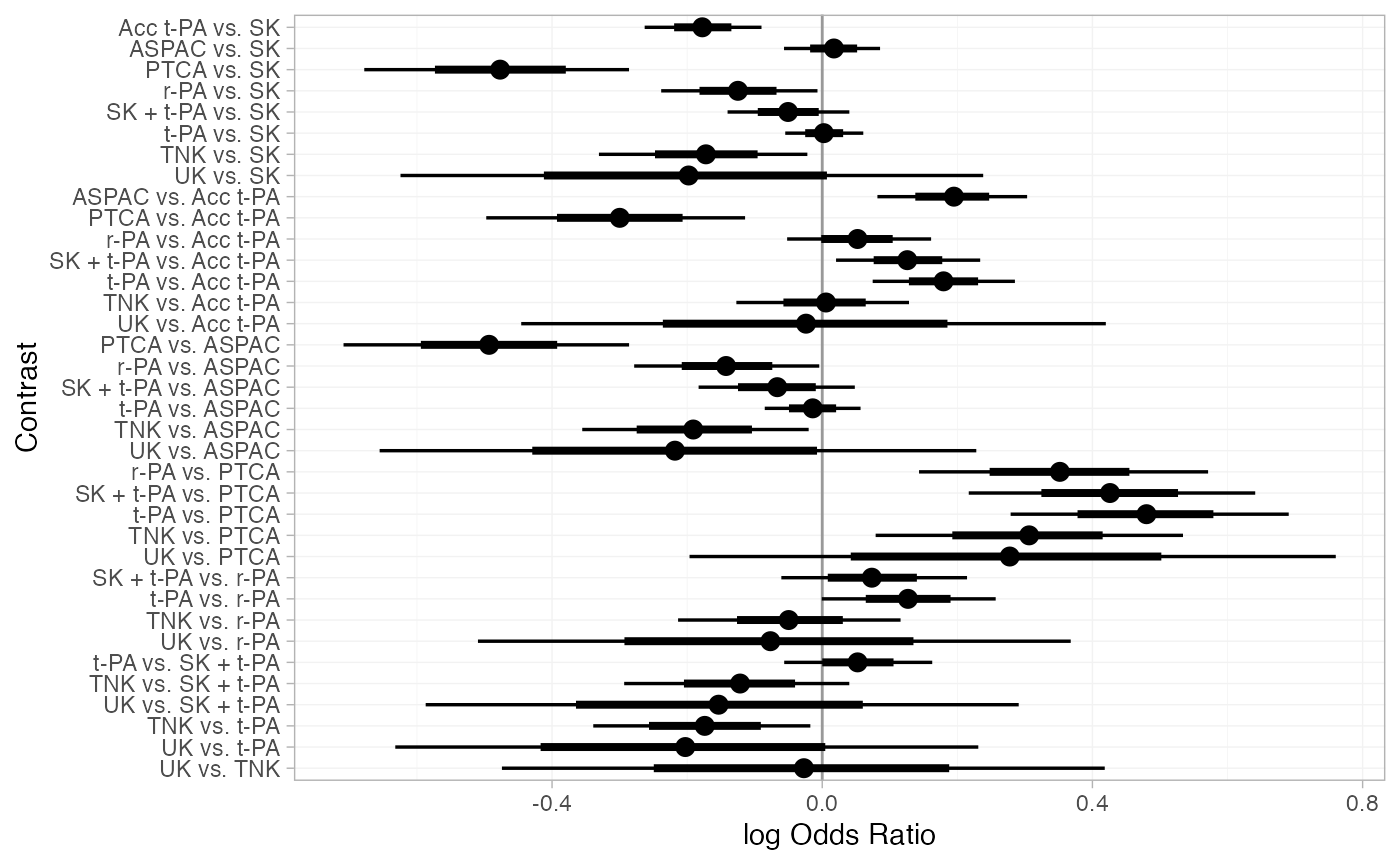 Acc t-PA vs. SK
ASPAC vs. SK
PTCA vs. SK
r-PA vs. SK
SK + t-PA vs. SK
t-PA vs. SK
TNK vs. SK
UK vs. SK
ASPAC vs. Acc t-PA
PTCA vs. Acc t-PA
r-PA vs. Acc t-PA
SK + t-PA vs. Acc t-PA
t-PA vs. Acc t-PA
TNK vs. Acc t-PA
UK vs. Acc t-PA
PTCA vs. ASPAC
r-PA vs. ASPAC
SK + t-PA vs. ASPAC
t-PA vs. ASPAC
TNK vs. ASPAC
UK vs. ASPAC
r-PA vs. PTCA
SK + t-PA vs. PTCA
t-PA vs. PTCA
TNK vs. PTCA
UK vs. PTCA
SK + t-PA vs. r-PA
t-PA vs. r-PA
TNK vs. r-PA
UK vs. r-PA
t-PA vs. SK + t-PA
TNK vs. SK + t-PA
UK vs. SK + t-PA
TNK vs. t-PA
UK vs. t-PA
UK vs. TNK
Contrast
-0.4 0.0 0.4 0.8
log Odds Ratio